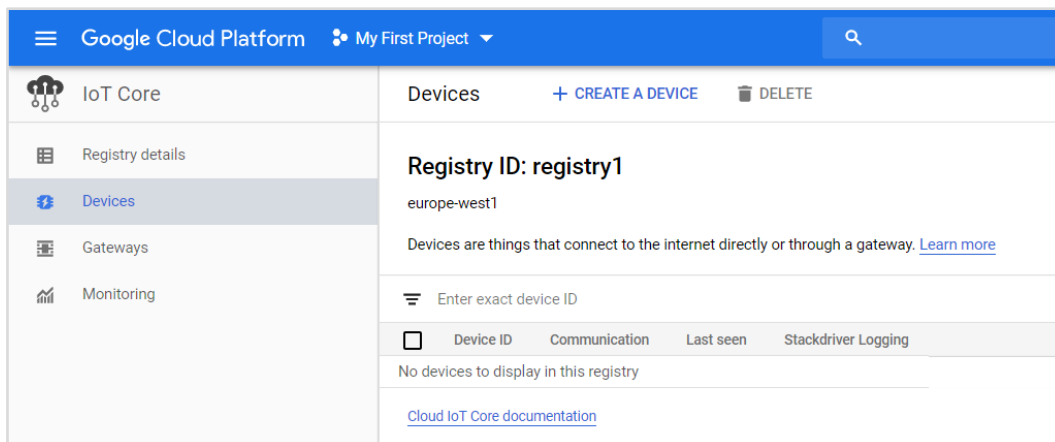 Google Cloud Platform My First Project
IoT Core
Devices + CREATE A DEVICE DELETE
Registry details
Devices
Gateways
Monitoring
Registry ID: registry1
europe-west1
Devices are things that connect to the internet directly or through a gateway. Learn more
Enter exact device ID
Device ID Communication Last seen Stackdriver Logging
No devices to display in this registry
Cloud IoT Core documentation